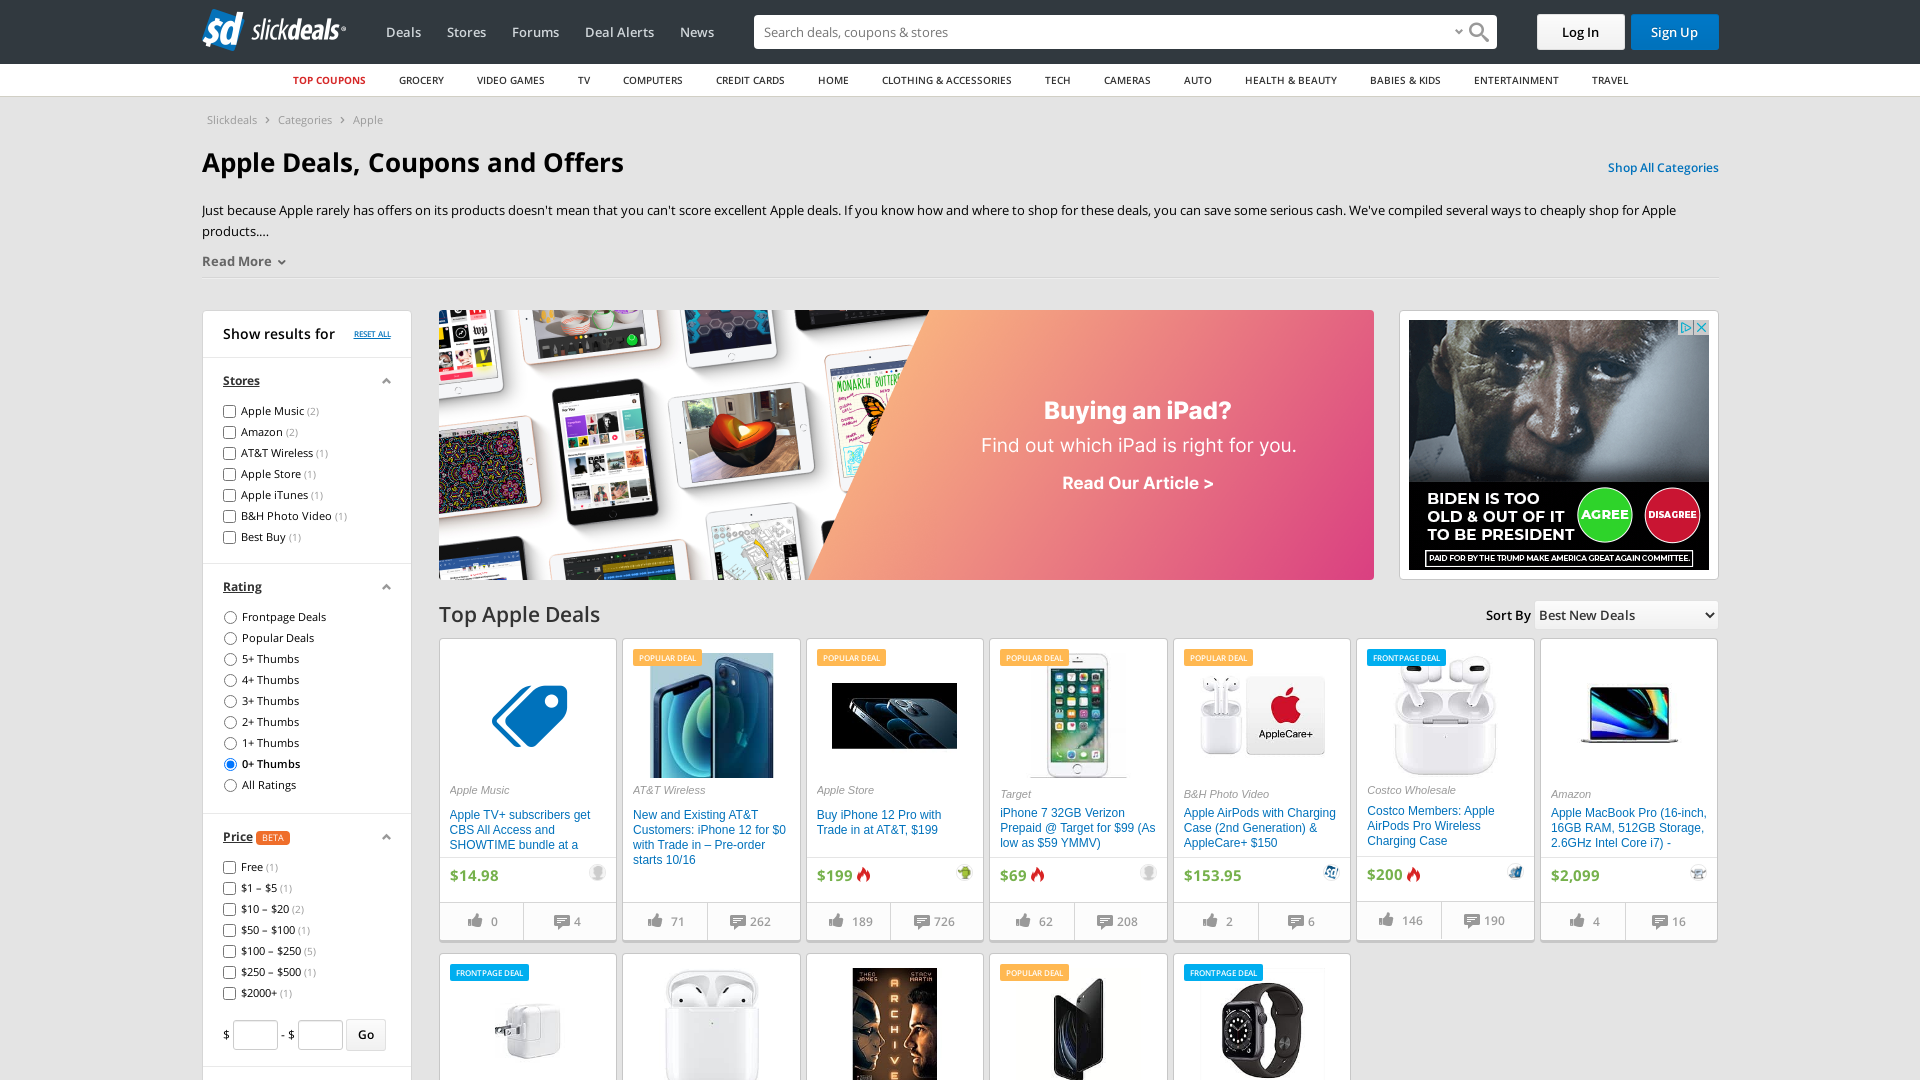 slickdeals
Deals
Stores
Forums
Deal Alerts
News
Search deals, coupons & stores
Log In
Sign Up
TOP COUPONS
GROCERY
VIDEO GAMES
TV
COMPUTERS
CREDIT CARDS
HOME
CLOTHING & ACCESSORIES
TECH
CAMERAS
AUTO
HEALTH & BEAUTY
BABIES & KIDS
ENTERTAINMENT
TRAVEL
Slickdeals
Categories
Apple
Apple Deals, Coupons and Offers
Shop All Categories
Just because Apple rarely has offers on its products doesn't mean that you can't score excellent Apple deals. If you know how and where to shop for these deals, you can save some serious cash. We've compiled several ways to cheaply shop for Apple
products....
Read More
Show results for
RESET ALL
Stores
Apple Music (2)
Amazon (2)
AT&T Wireless (1)
Apple Store (1)
Apple iTunes (1)
B&H Photo Video (1)
Best Buy (1)
Rating
Frontpage Deals
Popular Deals
5+ Thumbs
4+ Thumbs
3+ Thumbs
2+ Thumbs
1+ Thumbs
0+ Thumbs
All Ratings
Price BETA
Free (1)
$1 – $5 (1)
$10 – $20 (2)
$50 – $100 (1)
$100 – $250 (5)
$250 – $500 (1)
$2000+ (1)
$ - $ Go
MONARCH BUTTERF
Buying an iPad?
Find out which iPad is right for you.
Read Our Article >
BIDEN IS TOO
OLD & OUT OF IT
TO BE PRESIDENT
AGREE
DISAGREE
PAID FOR BY THE TRUMP MAKE AMERICA GREAT AGAIN COMMITTEE.
Top Apple Deals
Sort By Best New Deals
Apple Music
Apple TV+ subscribers get
CBS All Access and
SHOWTIME bundle at a
$14.98
0
4
POPULAR DEAL
AT&T Wireless
New and Existing AT&T
Customers: iPhone 12 for $0
with Trade in – Pre-order
starts 10/16
71
262
POPULAR DEAL
Apple Store
Buy iPhone 12 Pro with
Trade in at AT&T, $199
$199
189
726
POPULAR DEAL
Target
iPhone 7 32GB Verizon
Prepaid @ Target for $99 (As
low as $59 YMMV)
$69
62
208
POPULAR DEAL
AppleCare+
B&H Photo Video
Apple AirPods with Charging
Case (2nd Generation) &
AppleCare+ $150
$153.95
2
6
FRONTPAGE DEAL
Costco Wholesale
Costco Members: Apple
AirPods Pro Wireless
Charging Case
$200
146
190
Amazon
Apple MacBook Pro (16-inch,
16GB RAM, 512GB Storage,
2.6GHz Intel Core i7) -
$2,099
4
16
FRONTPAGE DEAL
THEO JAMES
STACY MARTIN
ARCHIVE
POPULAR DEAL
FRONTPAGE DEAL